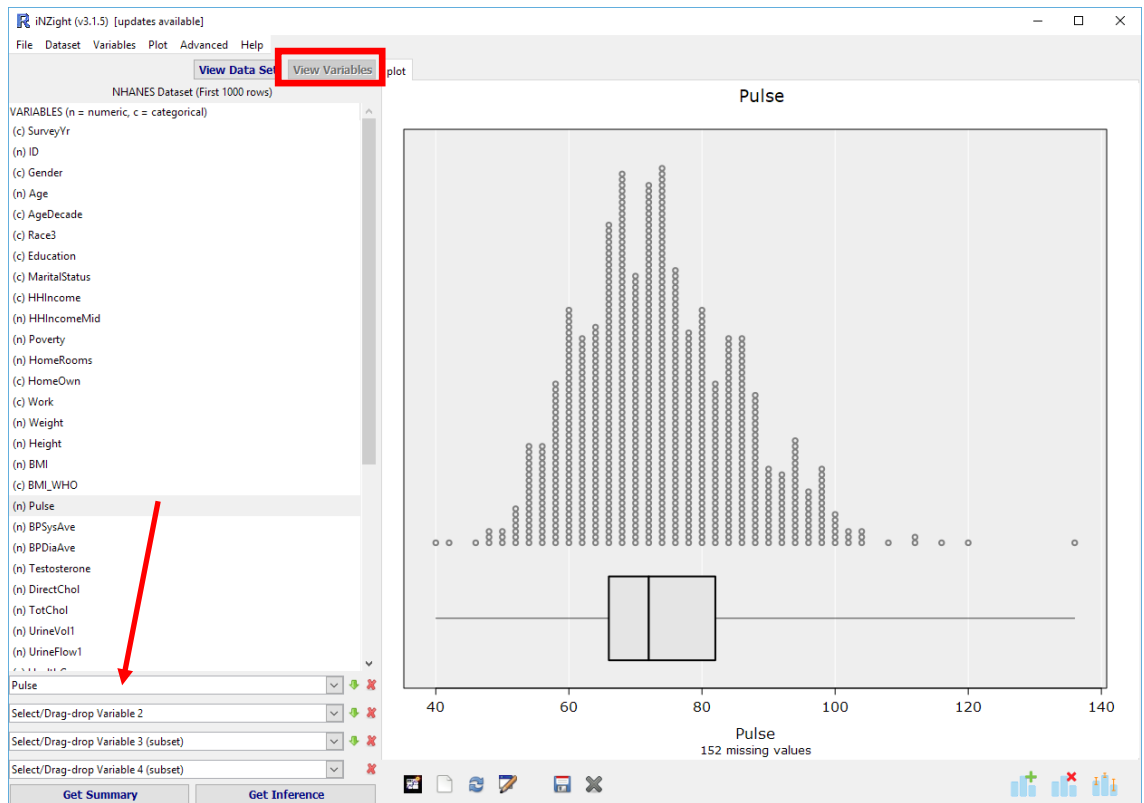 iNZight (v3.1.5) [updates available]
File Dataset Variables Plot Advanced Help
View Data Set View Variables plot
NHANES Dataset (First 1000 rows)
VARIABLES (n = numeric, c = categorical)
(c) SurveyYr
(n) ID
(c) Gender
(n) Age
(c) AgeDecade
(c) Race3
(c) Education
(c) MaritalStatus
(c) HHIncome
(n) HHIncomeMid
(n) Poverty
(n) HomeRooms
(c) HomeOwn
(c) Work
(n) Weight
(n) Height
(n) BMI
(c) BMI_WHO
(n) Pulse
(n) BPSysAve
(n) BPDiaAve
(n) Testosterone
(n) DirectChol
(n) TotChol
(n) UrineVol1
(n) UrineFlow1
Pulse
Select/Drag-drop Variable 2
Select/Drag-drop Variable 3 (subset)
Select/Drag-drop Variable 4 (subset)
Get Summary Get Inference
Pulse
40 60 80 100 120 140
Pulse
152 missing values